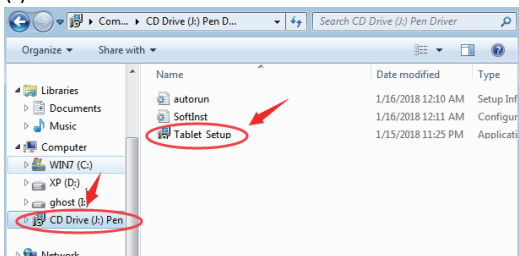 Com... ▸ CD Drive (J:) Pen D...
Search CD Drive (J:) Pen Driver
Organize ▾ Share with ▾
Name Date modified Type
autorun 1/16/2018 12:10 AM Setup Inf
SoftInst 1/16/2018 12:11 AM Configur
Tablet Setup 1/15/2018 11:25 PM Applicati
Libraries
Documents
Music
Computer
WIN7 (C:)
XP (D:)
ghost (I:)
CD Drive (J:) Pen
Network